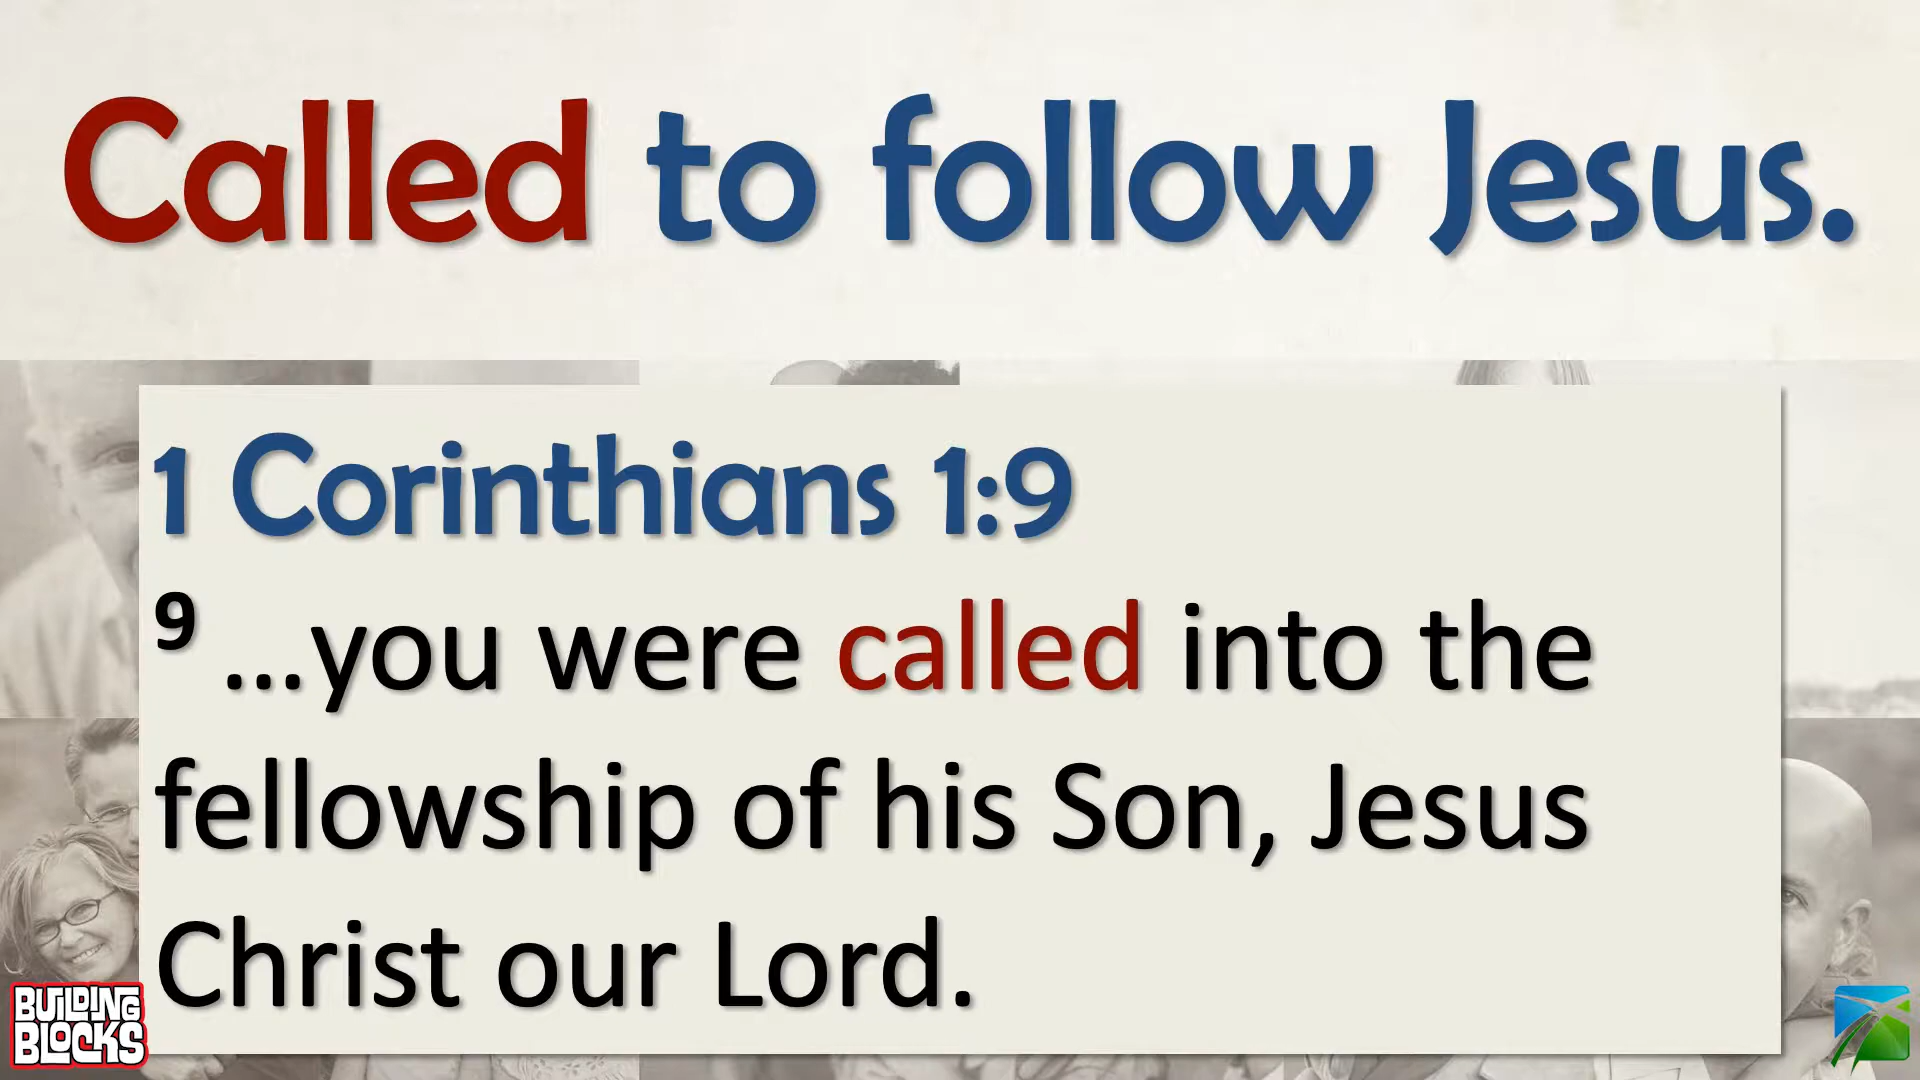 Called to follow Jesus.
1 Corinthians 1:9
9 ...you were called into the
fellowship of his Son, Jesus
Christ our Lord.
BUILDING
BLOCKS